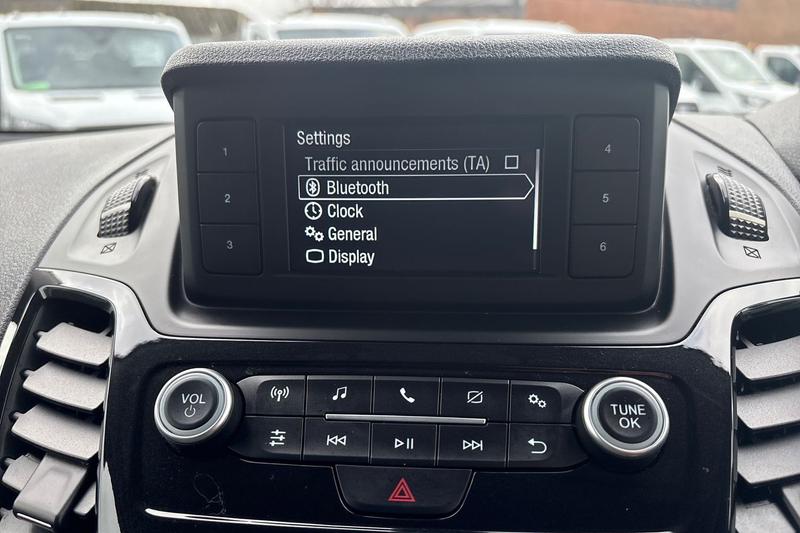 Settings
Traffic announcements (TA)
Bluetooth
Clock
General
Display
1
2
3
4
5
6
VOL
TUNE
OK